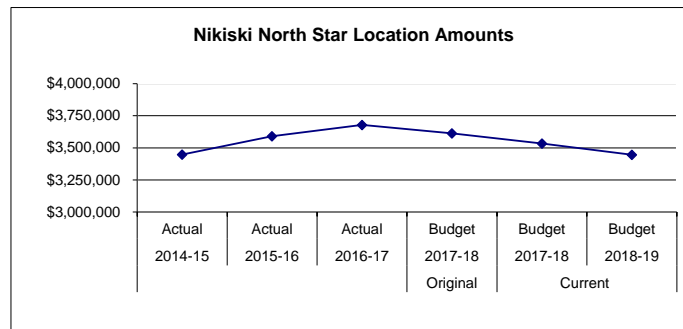 Nikiski North Star Location Amounts
$4,000,000
$3,750,000
$3,500,000
$3,250,000
$3,000,000
Actual Actual Actual Budget Budget Budget
2014-15 2015-16 2016-17 2017-18 2017-18 2018-19
Original Current